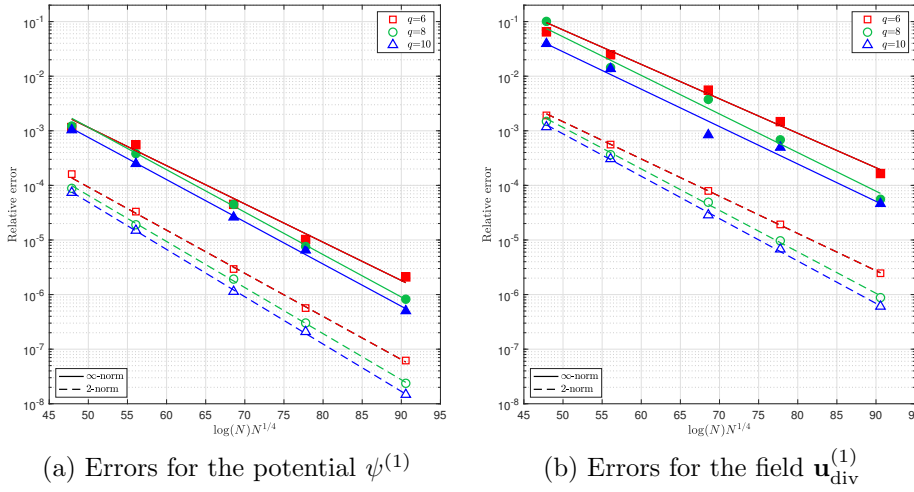 10^-1
10^-2
10^-3
10^-4
10^-5
10^-6
10^-7
10^-8
Relative error
q=6
q=8
q=10
∞-norm
2-norm
45 50 55 60 65 70 75 80 85 90 95
log(N)N^1/4
(a) Errors for the potential ψ^(1)
10^-1
10^-2
10^-3
10^-4
10^-5
10^-6
10^-7
10^-8
Relative error
q=6
q=8
q=10
∞-norm
2-norm
45 50 55 60 65 70 75 80 85 90 95
log(N)N^1/4
(b) Errors for the field u_div^(1)